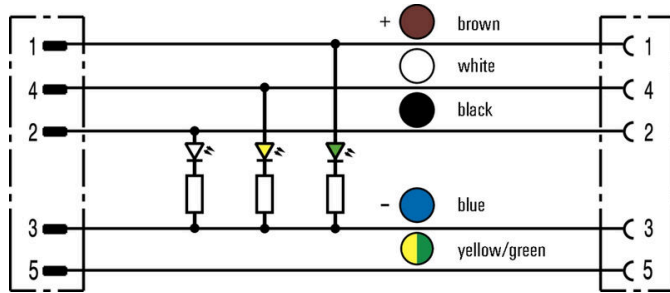 + brown
1 1
white
4 4
black
2 2
- blue
3 3
yellow/green
5 5